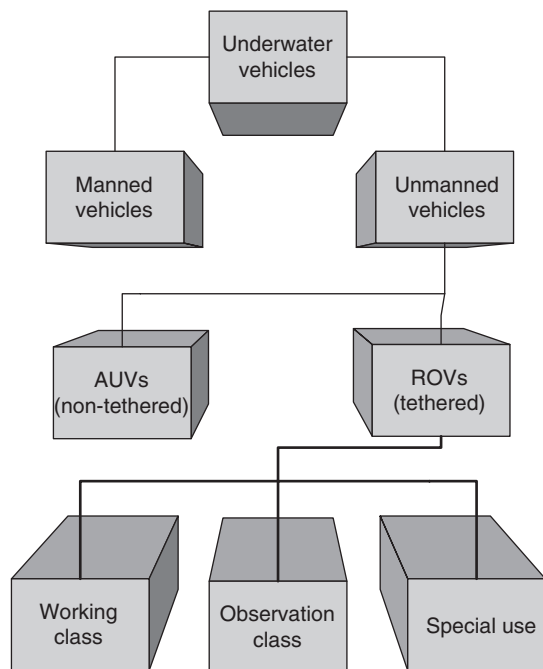 Underwater
vehicles
Manned
vehicles
Unmanned
vehicles
AUVs
(non-tethered)
ROVs
(tethered)
Working
class
Observation
class
Special use